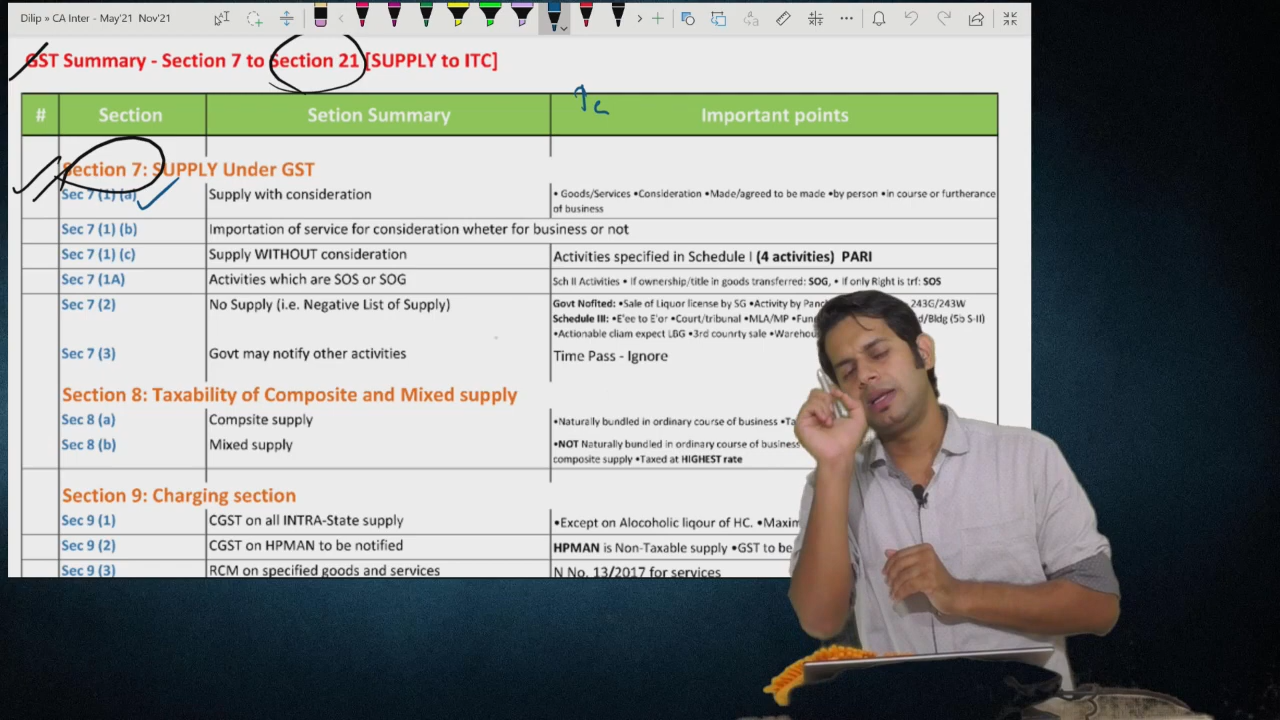 Dilip » CA Inter - May'21 Nov'21
GST Summary - Section 7 to Section 21 [SUPPLY to ITC]
# Section Setion Summary Important points
Section 7: SUPPLY Under GST
Sec 7 (1) (a) Supply with consideration • Goods/Services •Consideration •Made/agreed to be made •by person •in course or furtherance
of business
Sec 7 (1) (b) Importation of service for consideration wheter for business or not
Sec 7 (1) (c) Supply WITHOUT consideration Activities specified in Schedule I (4 activities) PARI
Sec 7 (1A) Activities which are SOS or SOG Sch II Activities • If ownership/title in goods transferred: SOG, • If only Right is trf: SOS
Sec 7 (2) No Supply (i.e. Negative List of Supply) Govt Nofited: •Sale of Liquor license by SG •Activity by 243G/243W
Schedule III: •E'ee to E'or •Court/tribunal •MLA/MP (5b S-II)
•Actionable cliam expect LBG •3rd counrty sale
Sec 7 (3) Govt may notify other activities Time Pass - Ignore
Section 8: Taxability of Composite and Mixed supply
Sec 8 (a) Compsite supply •Naturally bundled in ordinary course of business
Sec 8 (b) Mixed supply •NOT Naturally bundled in ordinary course of business
composite supply •Taxed at HIGHEST rate
Section 9: Charging section
Sec 9 (1) CGST on all INTRA-State supply •Except on Alocoholic liqour of HC.
Sec 9 (2) CGST on HPMAN to be notified HPMAN is Non-Taxable supply •GST to be
Sec 9 (3) RCM on specified goods and services N No. 13/2017 for services